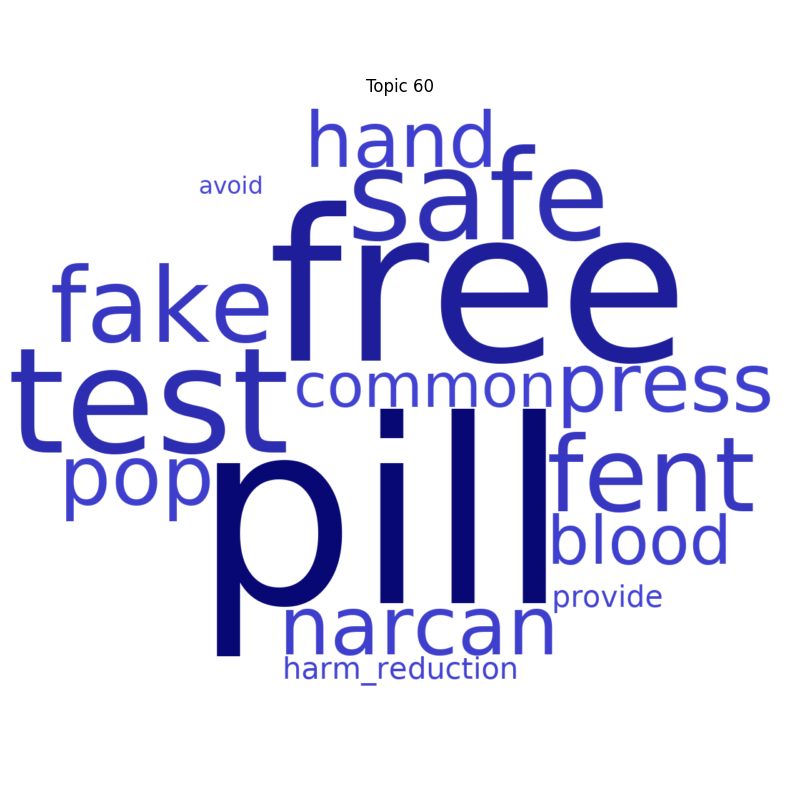 Topic 60
hand
safe
avoid
free
fake
test
common
press
pop
pill
fent
blood
provide
narcan
harm_reduction